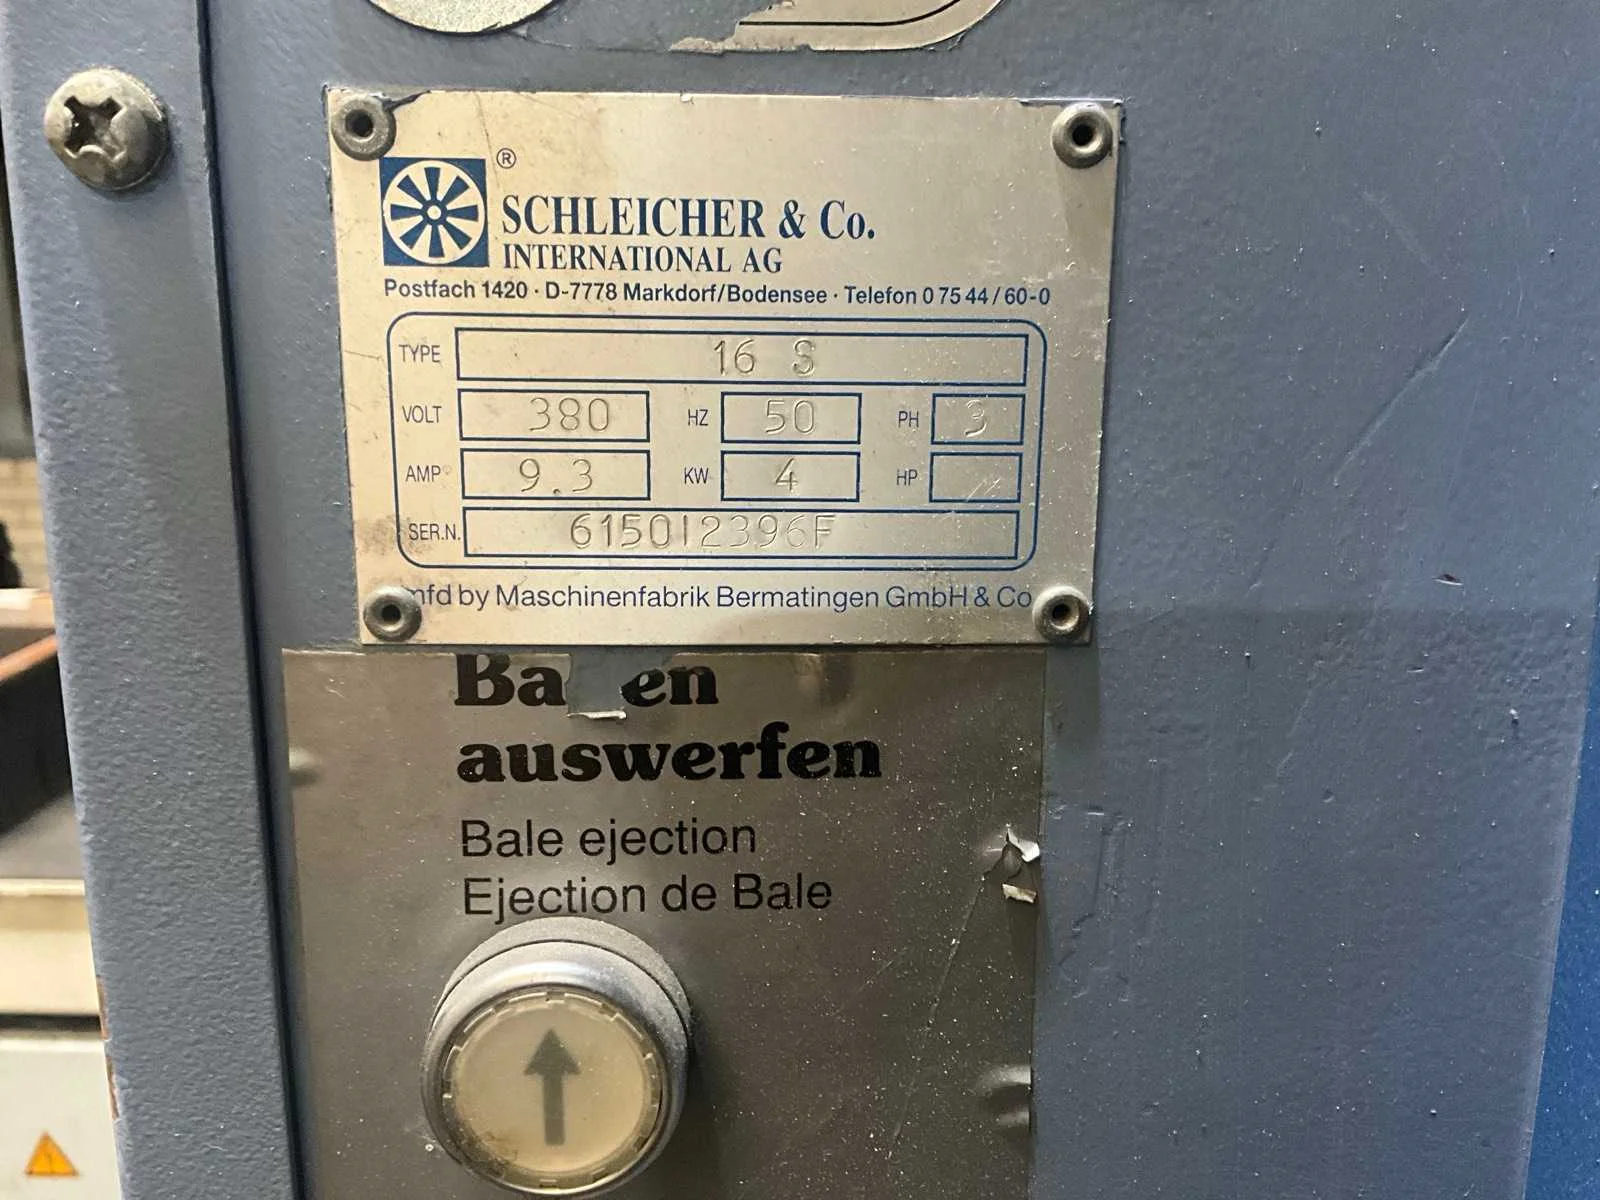 ®
SCHLEICHER & Co.
INTERNATIONAL AG
Postfach 1420 · D-7778 Markdorf/Bodensee · Telefon 0 75 44 / 60-0
TYPE 16 S
VOLT 380 HZ 50 PH 3
AMP 9.3 KW 4 HP
SER.N. 615012396F
mfd by Maschinenfabrik Bermatingen GmbH & Co
Ba en
auswerfen
Bale ejection
Ejection de Bale